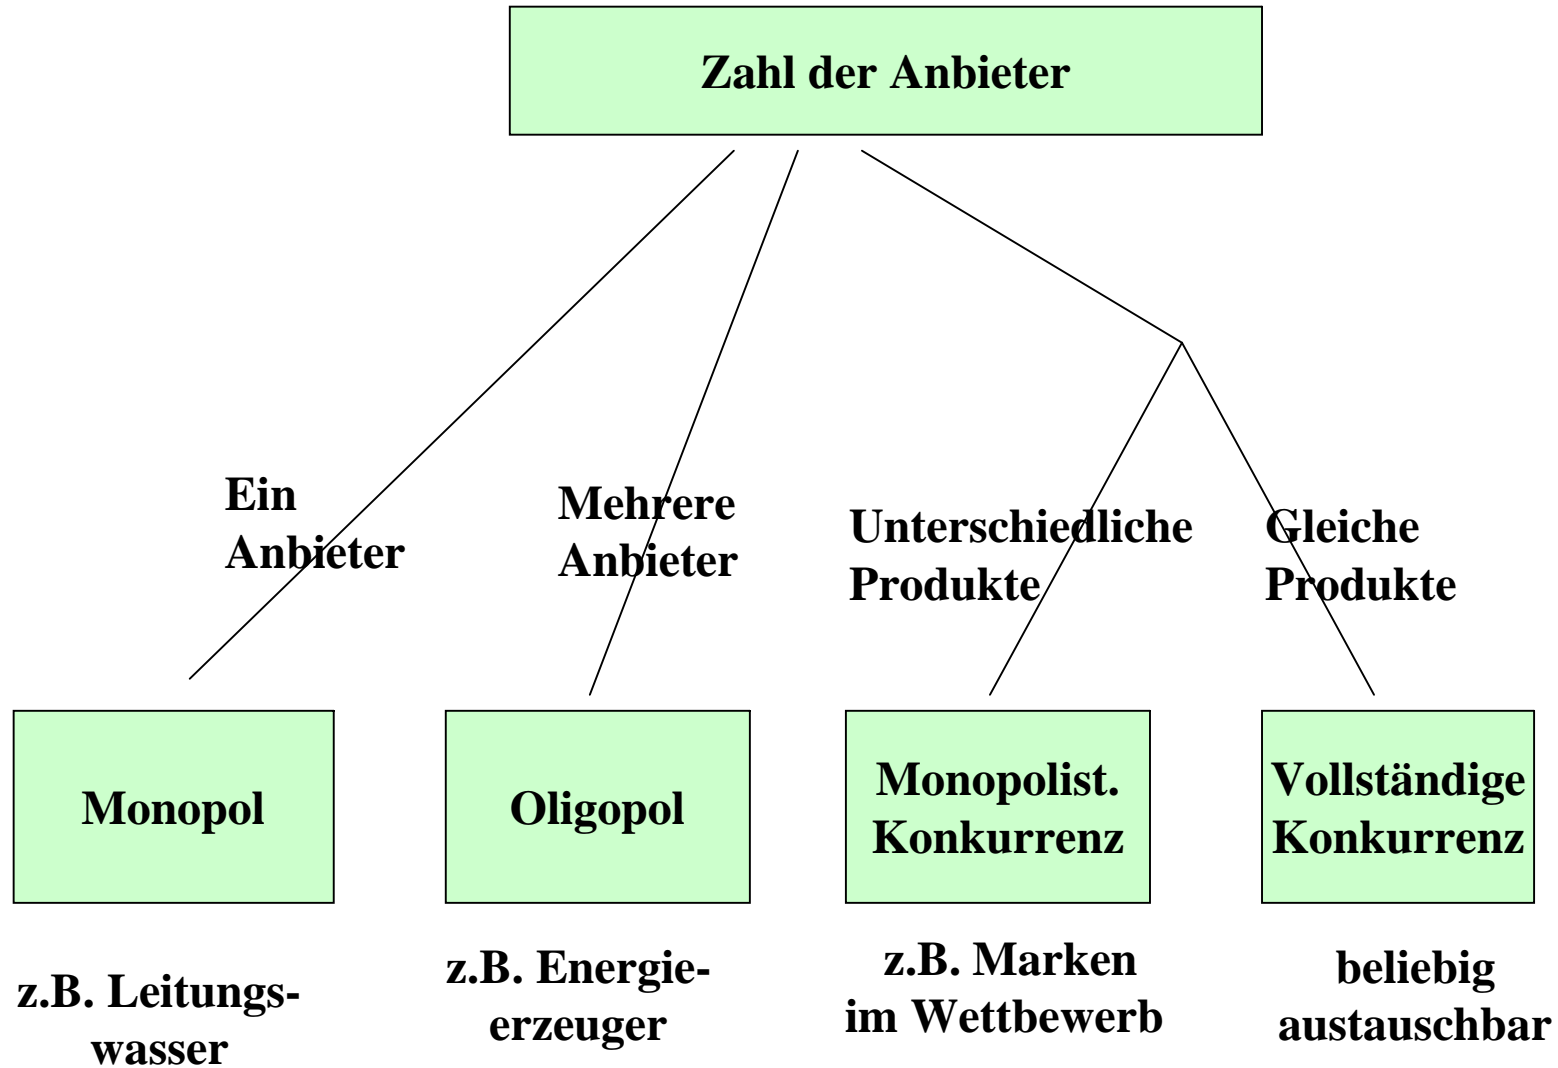 Zahl der Anbieter
Ein
Anbieter
Mehrere
Anbieter
Unterschiedliche
Produkte
Gleiche
Produkte
Monopol
Oligopol
Monopolist.
Konkurrenz
Vollständige
Konkurrenz
z.B. Leitungs-
wasser
z.B. Energie-
erzeuger
z.B. Marken
im Wettbewerb
beliebig
austauschbar